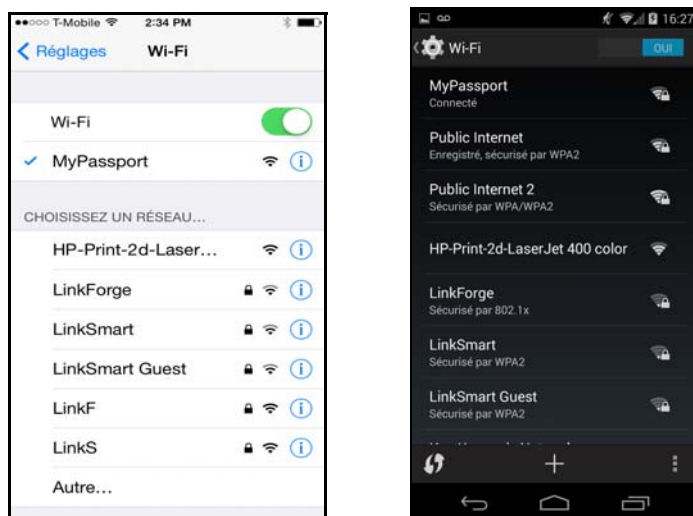 T-Mobile 2:34 PM
Réglages Wi-Fi
Wi-Fi
MyPassport
CHOISISSEZ UN RÉSEAU...
HP-Print-2d-Laser...
LinkForge
LinkSmart
LinkSmart Guest
LinkF
LinkS
Autre...
16:27
Wi-Fi OUI
MyPassport
Connecté
Public Internet
Enregistré, sécurisé par WPA2
Public Internet 2
Sécurisé par WPA/WPA2
HP-Print-2d-LaserJet 400 color
LinkForge
Sécurisé par 802.1x
LinkSmart
Sécurisé par WPA2
LinkSmart Guest
Sécurisé par WPA2